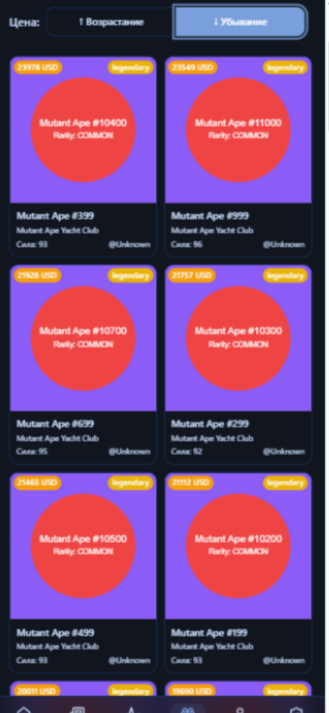 Цена: ↑ Возрастание ↓ Убывание
23978 USD legendary
Mutant Ape #10400
Rarity: COMMON
Mutant Ape #399
Mutant Ape Yacht Club
Сила: 93 @Unknown
23549 USD legendary
Mutant Ape #11000
Rarity: COMMON
Mutant Ape #999
Mutant Ape Yacht Club
Сила: 96 @Unknown
21928 USD legendary
Mutant Ape #10700
Rarity: COMMON
Mutant Ape #699
Mutant Ape Yacht Club
Сила: 95 @Unknown
21757 USD legendary
Mutant Ape #10300
Rarity: COMMON
Mutant Ape #299
Mutant Ape Yacht Club
Сила: 92 @Unknown
21465 USD legendary
Mutant Ape #10500
Rarity: COMMON
Mutant Ape #499
Mutant Ape Yacht Club
Сила: 93 @Unknown
21112 USD legendary
Mutant Ape #10200
Rarity: COMMON
Mutant Ape #199
Mutant Ape Yacht Club
Сила: 93 @Unknown
20011 USD legendary
19690 USD legendary